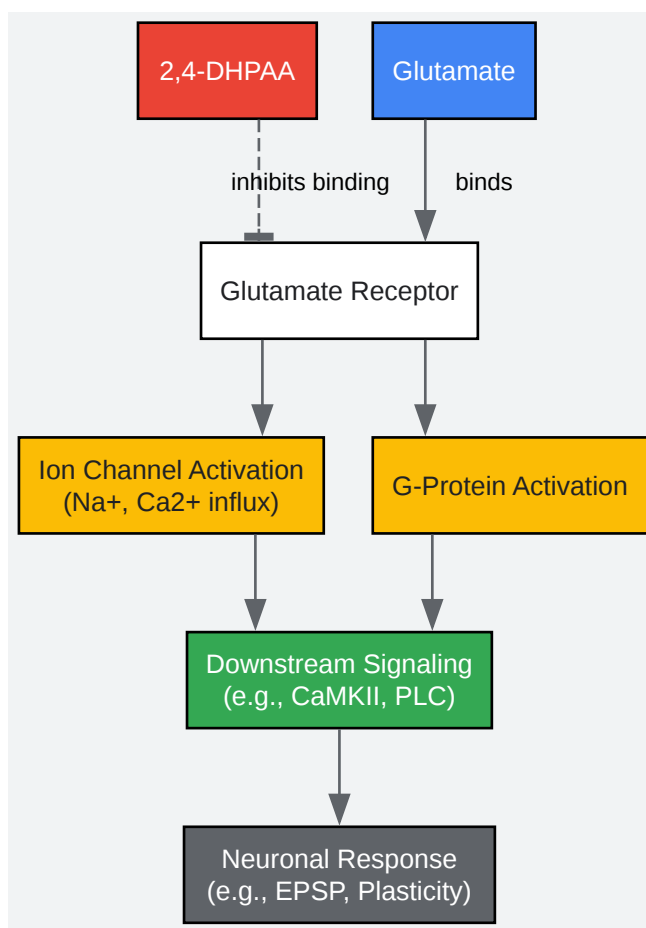 2,4-DHPAA
Glutamate
inhibits binding
binds
Glutamate Receptor
Ion Channel Activation
(Na+, Ca2+ influx)
G-Protein Activation
Downstream Signaling
(e.g., CaMKII, PLC)
Neuronal Response
(e.g., EPSP, Plasticity)